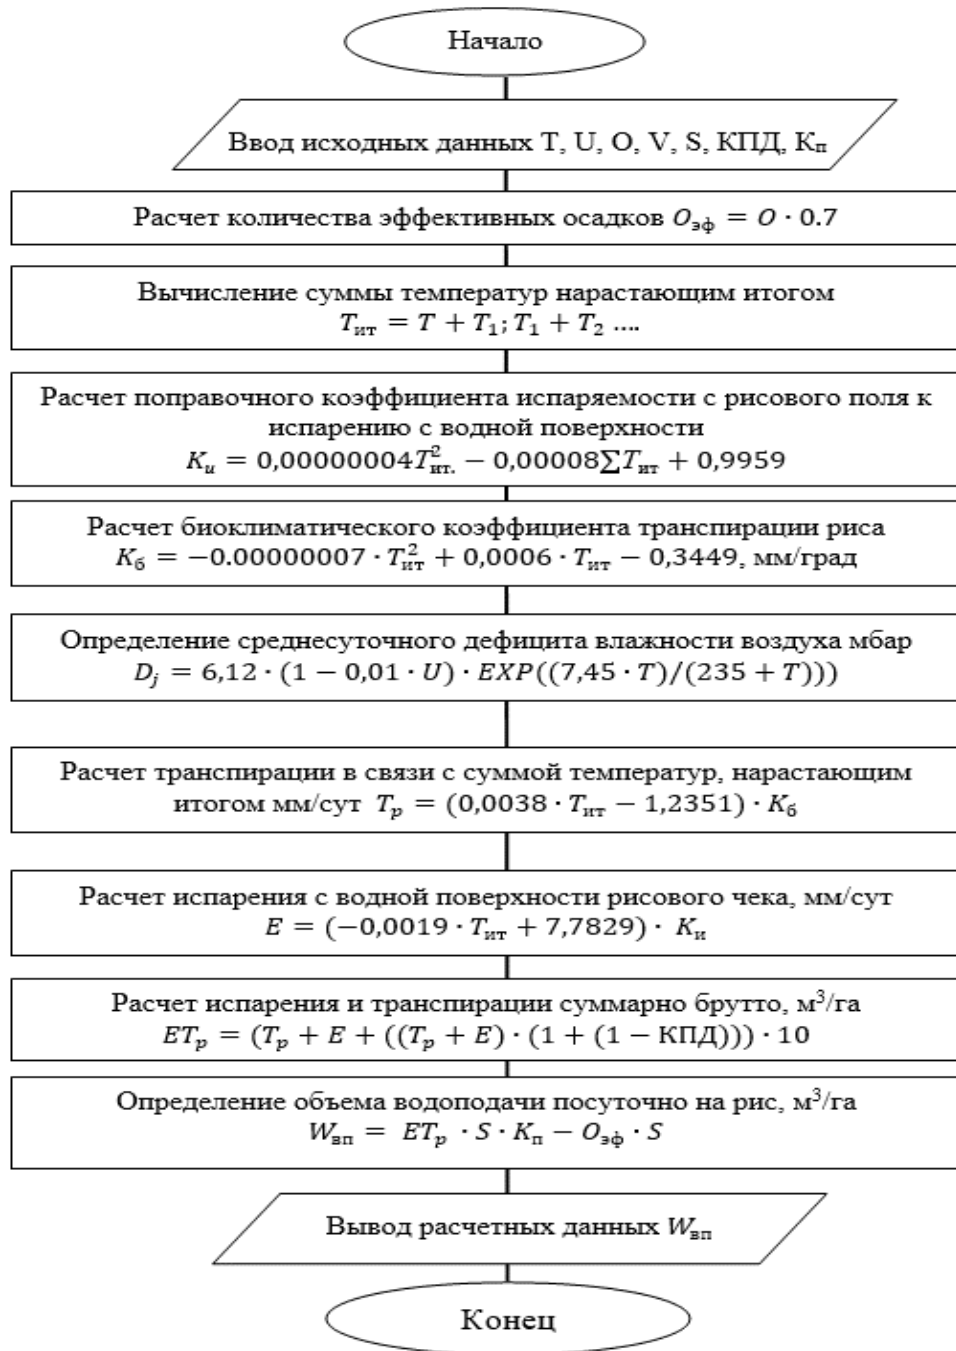 Начало
Ввод исходных данных T, U, O, V, S, КПД, Kп
Расчет количества эффективных осадков Oэф = O · 0.7
Вычисление суммы температур нарастающим итогом
Tит = T + T₁; T₁ + T₂ ....
Расчет поправочного коэффициента испаряемости с рисового поля к
испарению с водной поверхности
Kи = 0,00000004T²ит. − 0,00008∑Tит + 0,9959
Расчет биоклиматического коэффициента транспирации риса
Kб = −0.00000007 · T²ит + 0,0006 · Tит − 0,3449, мм/град
Определение среднесуточного дефицита влажности воздуха мбар
Dj = 6,12 · (1 − 0,01 · U) · EXP((7,45 · T)/(235 + T)))
Расчет транспирации в связи с суммой температур, нарастающим
итогом мм/сут Tp = (0,0038 · Tит − 1,2351) · Kб
Расчет испарения с водной поверхности рисового чека, мм/сут
E = (−0,0019 · Tит + 7,7829) · Kи
Расчет испарения и транспирации суммарно брутто, м³/га
ETp = (Tp + E + ((Tp + E) · (1 + (1 − КПД))) · 10
Определение объема водоподачи посуточно на рис, м³/га
Wвп = ETp · S · Kп − Oэф · S
Вывод расчетных данных Wвп
Конец